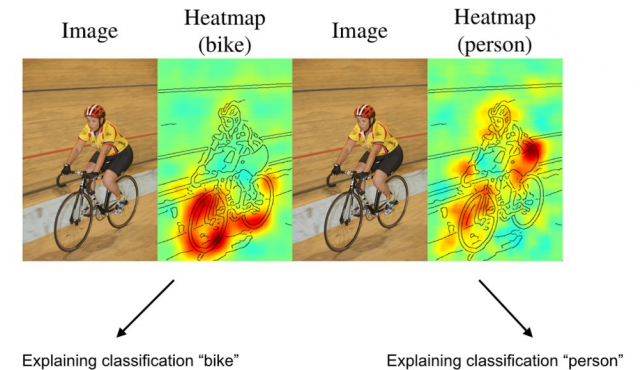 Image
Heatmap
(bike)
Image
Heatmap
(person)
Explaining classification “bike”
Explaining classification “person”